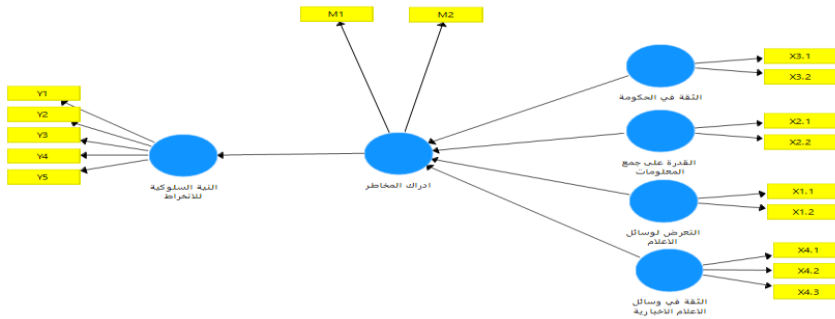 M1
M2
X3.1
X3.2
الثقة في الحكومة
X2.1
X2.2
القدرة على جمع
المعلومات
X1.1
X1.2
التعرض لوسائل
الاعلام
X4.1
X4.2
X4.3
الثقة في وسائل
الاعلام الاخبارية
ادراك المخاطر
Y1
Y2
Y3
Y4
Y5
النية السلوكية
للانخراط